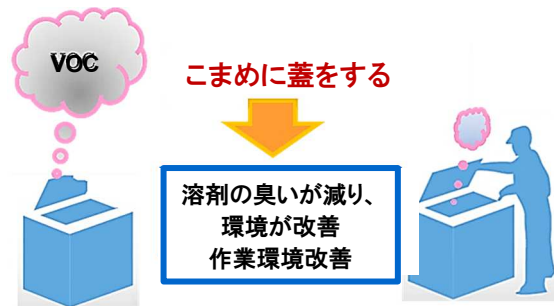 VOC
こまめに蓋をする
溶剤の臭いが減り、
環境が改善
作業環境改善